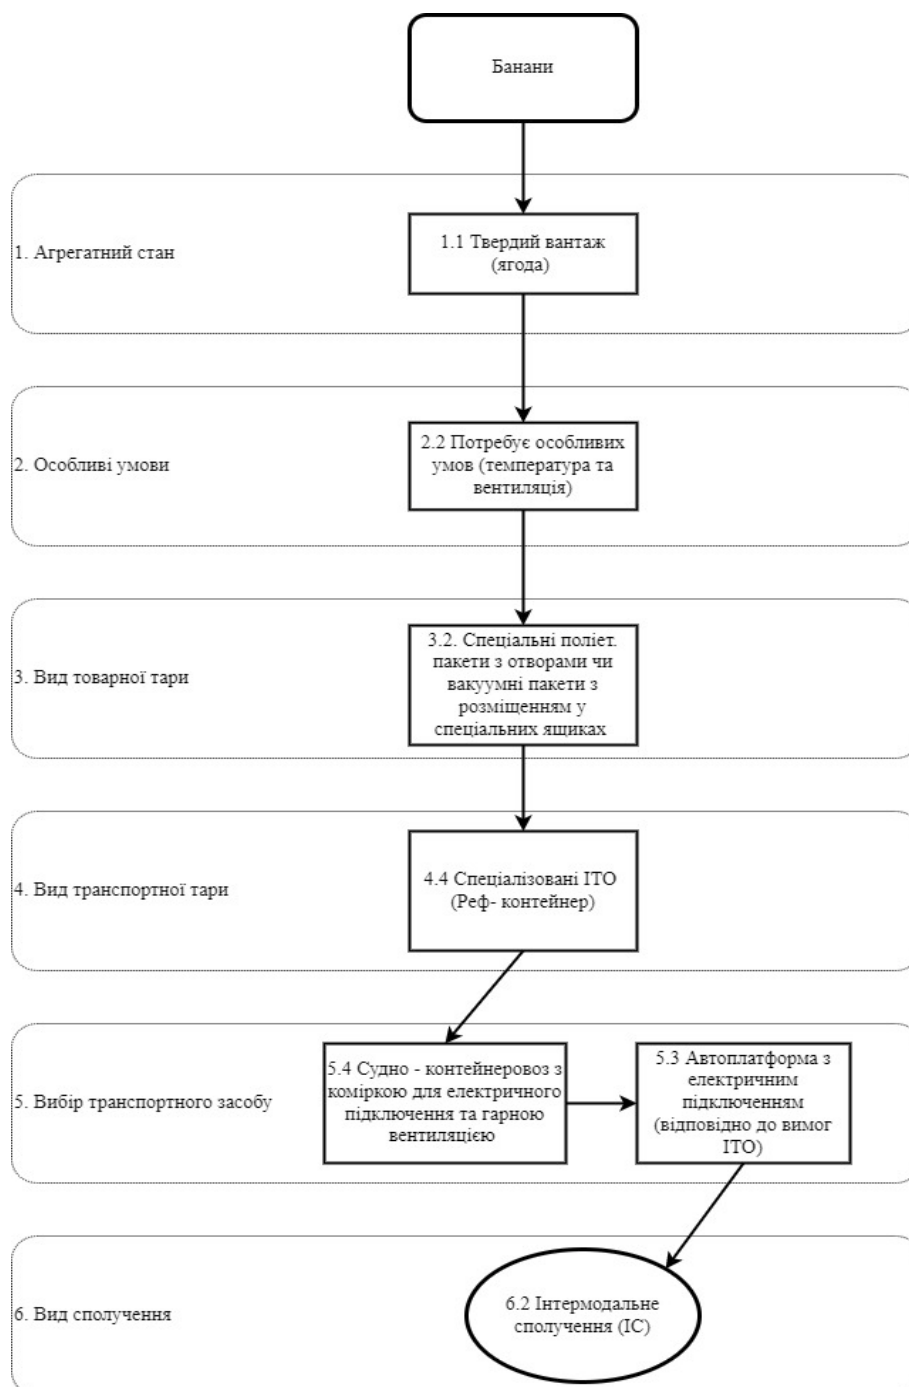 Банани
1. Агрегатний стан
1.1 Твердий вантаж
(ягода)
2. Особливі умови
2.2 Потребує особливих
умов (температура та
вентиляція)
3. Вид товарної тари
3.2. Спеціальні поліет.
пакети з отворами чи
вакуумні пакети з
розміщенням у
спеціальних ящиках
4. Вид транспортної тари
4.4 Спеціалізовані ІТО
(Реф- контейнер)
5. Вибір транспортного засобу
5.4 Судно - контейнеровоз з
коміркою для електричного
підключення та гарною
вентиляцією
5.3 Автоплатформа з
електричним
підключенням
(відповідно до вимог
ІТО)
6. Вид сполучення
6.2 Інтермодальне
сполучення (ІС)